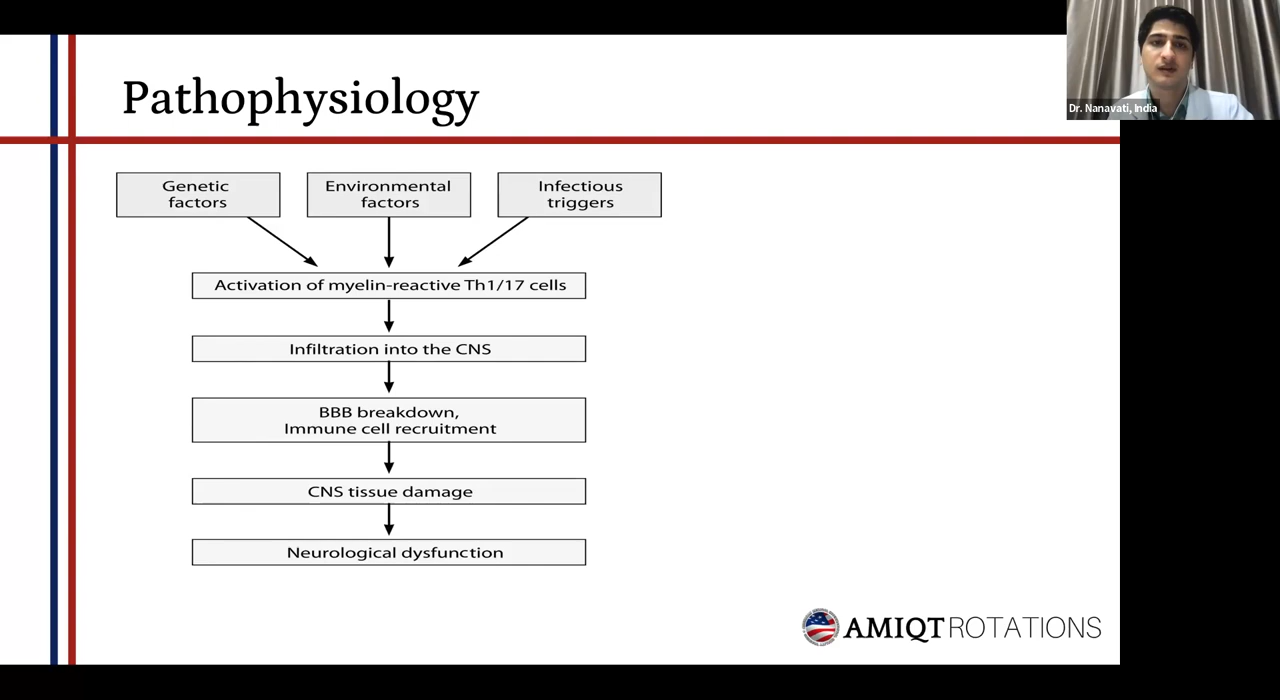 Pathophysiology
Dr. Nanavati, India
Genetic
factors
Environmental
factors
Infectious
triggers
Activation of myelin-reactive Th1/17 cells
Infiltration into the CNS
BBB breakdown,
Immune cell recruitment
CNS tissue damage
Neurological dysfunction
AMIQT ROTATIONS